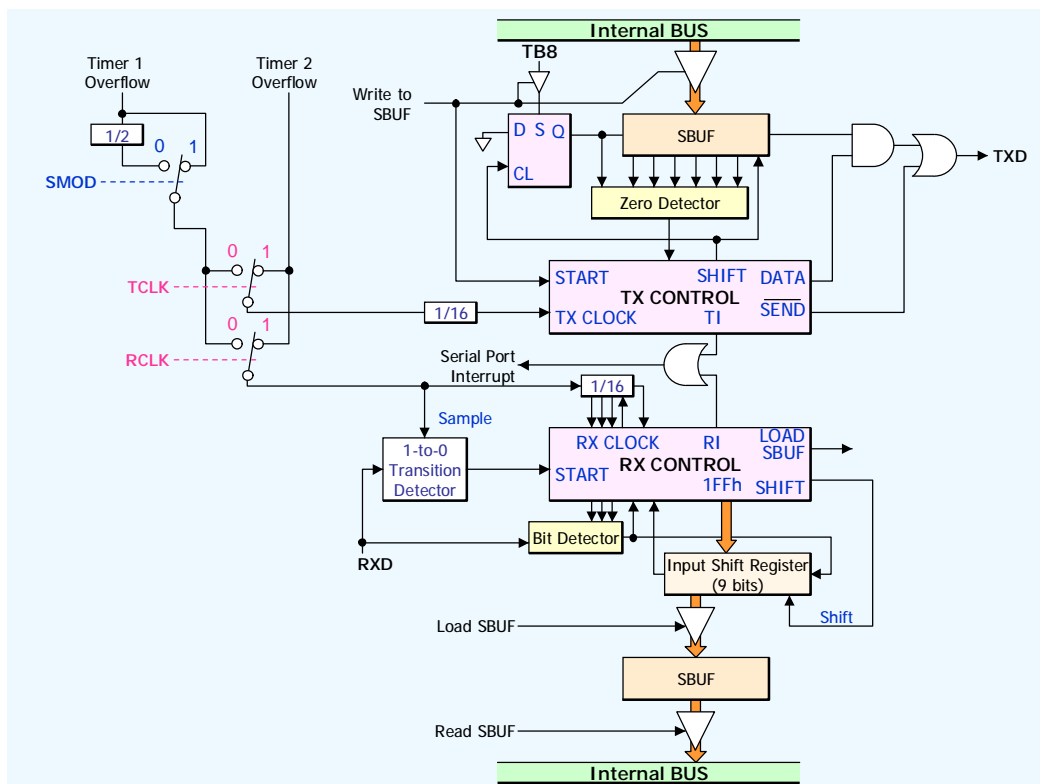 Internal BUS
TB8
Timer 1
Overflow
Timer 2
Overflow
Write to
SBUF
1/2
0 1
SMOD
D S Q
CL
SBUF
TXD
Zero Detector
0 1
TCLK
START
SHIFT
DATA
TX CONTROL
TX CLOCK
TI
SEND
1/16
0 1
RCLK
Serial Port
Interrupt
1/16
Sample
1-to-0
Transition
Detector
RX CLOCK
RI
LOAD
SBUF
RX CONTROL
START
1FFh
SHIFT
Bit Detector
RXD
Input Shift Register
(9 bits)
Shift
Load SBUF
SBUF
Read SBUF
Internal BUS